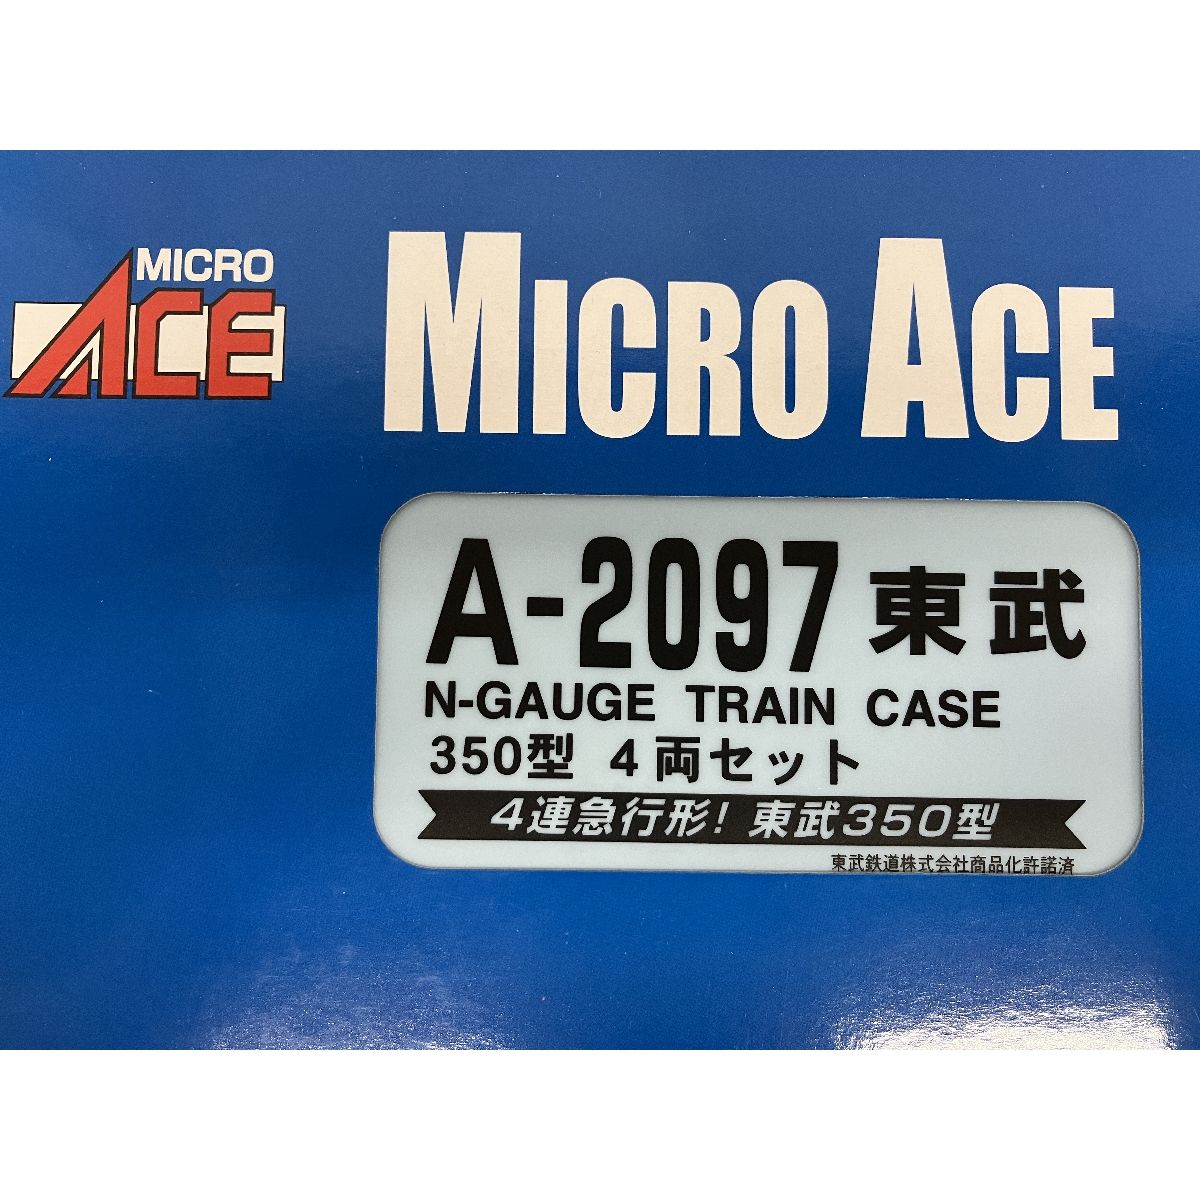 MICRO
ACE
MICRO ACE
A-2097 東武
N-GAUGE TRAIN CASE
350型 4両セット
4連急行形! 東武350型
東武鉄道株式会社商品化許諾済